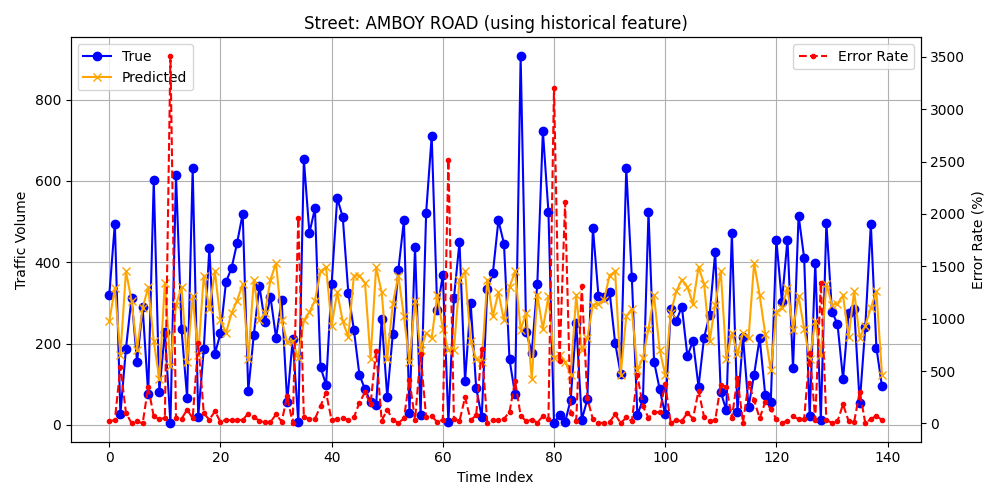 Street: AMBOY ROAD (using historical feature)
True
Predicted
Error Rate
Traffic Volume
800
600
400
200
0
3500
3000
2500
2000
1500
1000
500
0
Error Rate (%)
0 20 40 60 80 100 120 140
Time Index